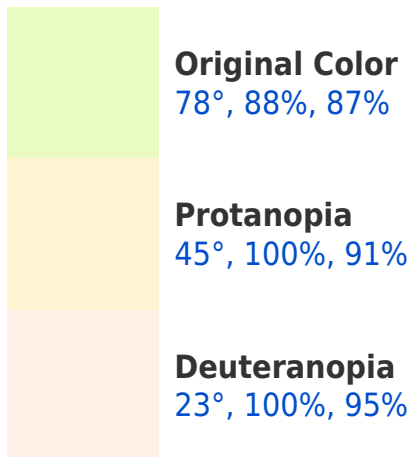 Original Color
78°, 88%, 87%
Protanopia
45°, 100%, 91%
Deuteranopia
23°, 100%, 95%